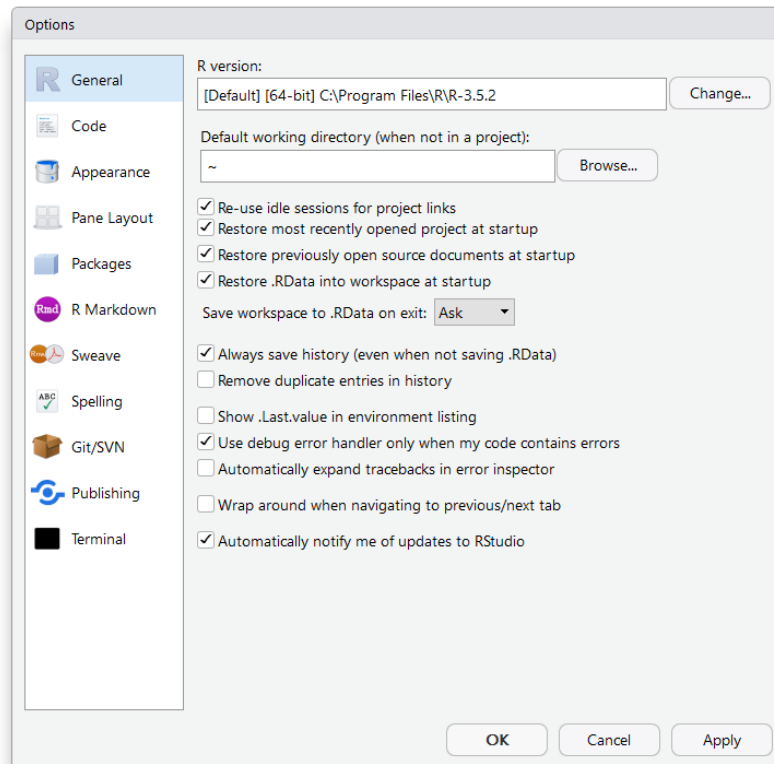 Options
General
Code
Appearance
Pane Layout
Packages
Rmd R Markdown
Sweave
ABC Spelling
Git/SVN
Publishing
Terminal
R version:
[Default] [64-bit] C:\Program Files\R\R-3.5.2
Change...
Default working directory (when not in a project):
~
Browse...
Re-use idle sessions for project links
Restore most recently opened project at startup
Restore previously open source documents at startup
Restore .RData into workspace at startup
Save workspace to .RData on exit: Ask
Always save history (even when not saving .RData)
Remove duplicate entries in history
Show .Last.value in environment listing
Use debug error handler only when my code contains errors
Automatically expand tracebacks in error inspector
Wrap around when navigating to previous/next tab
Automatically notify me of updates to RStudio
OK Cancel Apply